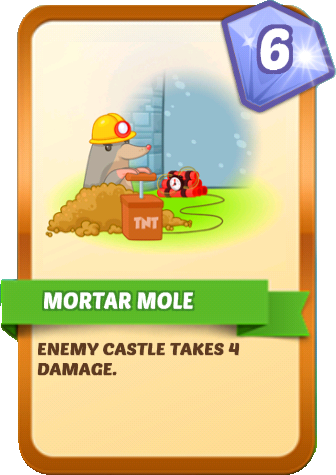 6
TNT
MORTAR MOLE
ENEMY CASTLE TAKES 4
DAMAGE.